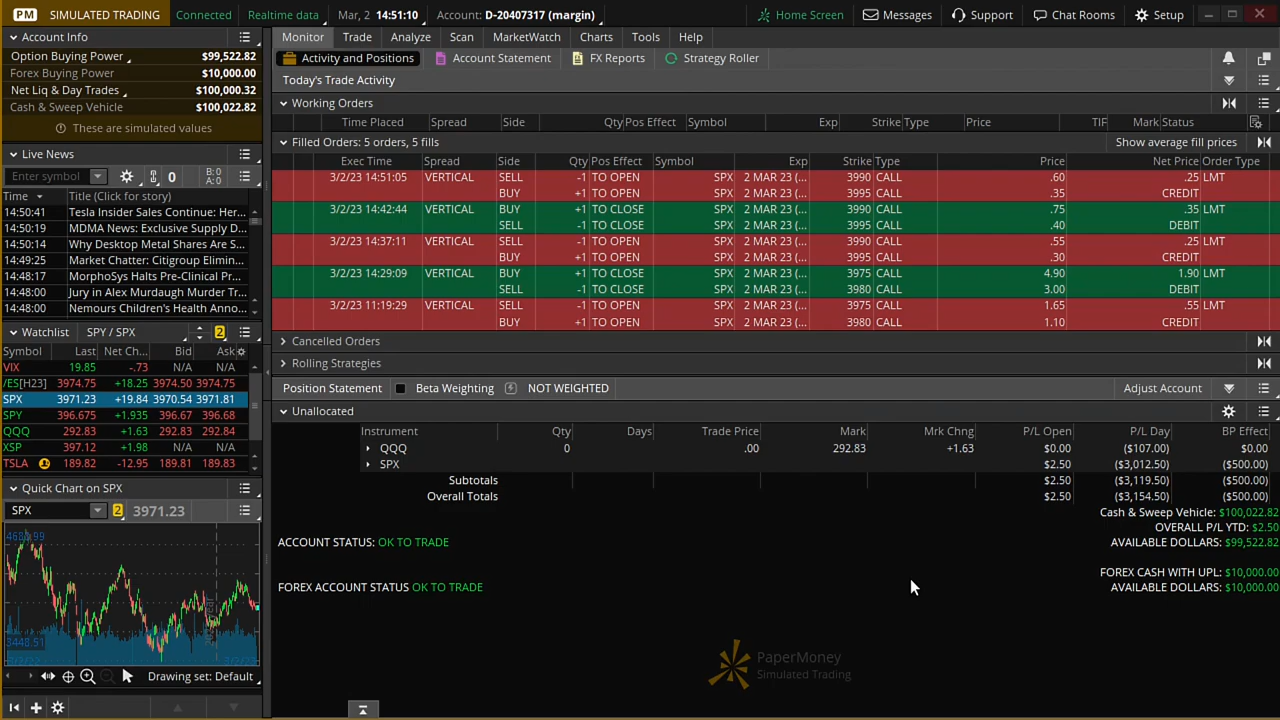 PM SIMULATED TRADING Connected Realtime data Mar, 2 14:51:10 Account: D-20407317 (margin) Home Screen Messages Support Chat Rooms Setup
Account Info
Option Buying Power $99,522.82
Forex Buying Power $10,000.00
Net Liq & Day Trades $100,000.32
Cash & Sweep Vehicle $100,022.82
These are simulated values
Live News
Enter symbol 0 B: 0 A: 0
Time Title (Click for story)
14:50:41 Tesla Insider Sales Continue: Her...
14:50:19 MDMA News: Exclusive Supply D...
14:50:14 Why Desktop Metal Shares Are S...
14:49:25 Market Chatter: Citigroup Elimin...
14:48:17 MorphoSys Halts Pre-Clinical Pr...
14:48:00 Jury in Alex Murdaugh Murder Tr...
14:48:00 Nemours Children's Health Anno...
Watchlist SPY / SPX 2
Symbol Last Net Ch... Bid Ask
VIX 19.85 -.73 N/A N/A
/ES[H23] 3974.75 +18.25 3974.50 3974.75
SPX 3971.23 +19.84 3970.54 3971.81
SPY 396.675 +1.935 396.67 396.68
QQQ 292.83 +1.63 292.83 292.84
XSP 397.12 +1.98 N/A N/A
TSLA 189.82 -12.95 189.81 189.83
Quick Chart on SPX
SPX 2 3971.23
3448.51
Drawing set: Default
Monitor Trade Analyze Scan MarketWatch Charts Tools Help
Activity and Positions Account Statement FX Reports Strategy Roller
Today's Trade Activity
Working Orders
Time Placed Spread Side Qty Pos Effect Symbol Exp Strike Type Price TIF Mark Status
Filled Orders: 5 orders, 5 fills Show average fill prices
Exec Time Spread Side Qty Pos Effect Symbol Exp Strike Type Price Net Price Order Type
3/2/23 14:51:05 VERTICAL SELL -1 TO OPEN SPX 2 MAR 23 (... 3990 CALL .60 .25 LMT
BUY +1 TO OPEN SPX 2 MAR 23 (... 3995 CALL .35 CREDIT
3/2/23 14:42:44 VERTICAL BUY +1 TO CLOSE SPX 2 MAR 23 (... 3990 CALL .75 .35 LMT
SELL -1 TO CLOSE SPX 2 MAR 23 (... 3995 CALL .40 DEBIT
3/2/23 14:37:11 VERTICAL SELL -1 TO OPEN SPX 2 MAR 23 (... 3990 CALL .55 .25 LMT
BUY +1 TO OPEN SPX 2 MAR 23 (... 3995 CALL .30 CREDIT
3/2/23 14:29:09 VERTICAL BUY +1 TO CLOSE SPX 2 MAR 23 (... 3975 CALL 4.90 1.90 LMT
SELL -1 TO CLOSE SPX 2 MAR 23 (... 3980 CALL 3.00 DEBIT
3/2/23 11:19:29 VERTICAL SELL -1 TO OPEN SPX 2 MAR 23 (... 3975 CALL 1.65 .55 LMT
BUY +1 TO OPEN SPX 2 MAR 23 (... 3980 CALL 1.10 CREDIT
Cancelled Orders
Rolling Strategies
Position Statement Beta Weighting NOT WEIGHTED Adjust Account
Unallocated
Instrument Qty Days Trade Price Mark Mrk Chng P/L Open P/L Day BP Effect
QQQ 0 .00 292.83 +1.63 $0.00 ($107.00) $0.00
SPX $2.50 ($3,012.50) ($500.00)
Subtotals $2.50 ($3,119.50) ($500.00)
Overall Totals $2.50 ($3,154.50) ($500.00)
Cash & Sweep Vehicle: $100,022.82
OVERALL P/L YTD: $2.50
ACCOUNT STATUS: OK TO TRADE AVAILABLE DOLLARS: $99,522.82
FOREX CASH WITH UPL: $10,000.00
FOREX ACCOUNT STATUS OK TO TRADE AVAILABLE DOLLARS: $10,000.00
PaperMoney
Simulated Trading